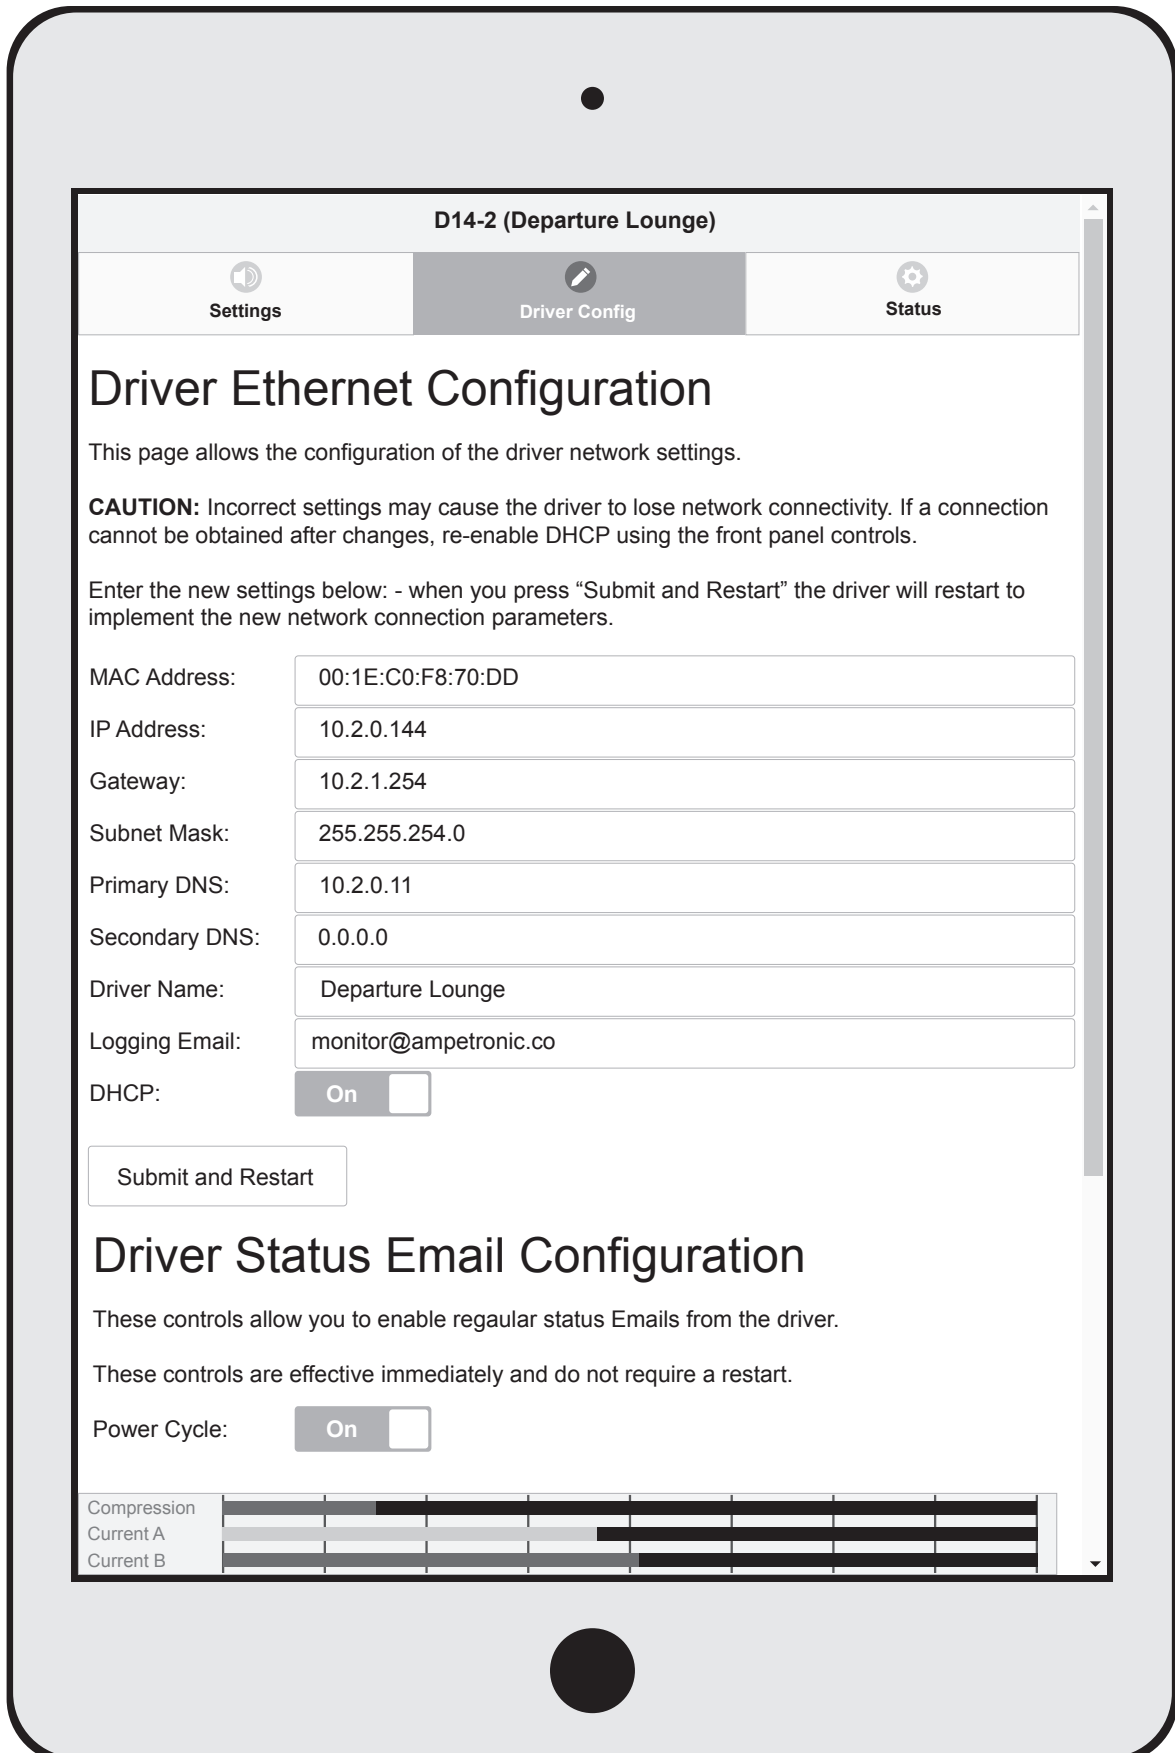 D14-2 (Departure Lounge)
Settings
Driver Config
Status
Driver Ethernet Configuration
This page allows the configuration of the driver network settings.
CAUTION: Incorrect settings may cause the driver to lose network connectivity. If a connection
cannot be obtained after changes, re-enable DHCP using the front panel controls.
Enter the new settings below: - when you press “Submit and Restart” the driver will restart to
implement the new network connection parameters.
MAC Address: 00:1E:C0:F8:70:DD
IP Address: 10.2.0.144
Gateway: 10.2.1.254
Subnet Mask: 255.255.254.0
Primary DNS: 10.2.0.11
Secondary DNS: 0.0.0.0
Driver Name: Departure Lounge
Logging Email: monitor@ampetronic.co
DHCP: On
Submit and Restart
Driver Status Email Configuration
These controls allow you to enable regaular status Emails from the driver.
These controls are effective immediately and do not require a restart.
Power Cycle: On
Compression
Current A
Current B